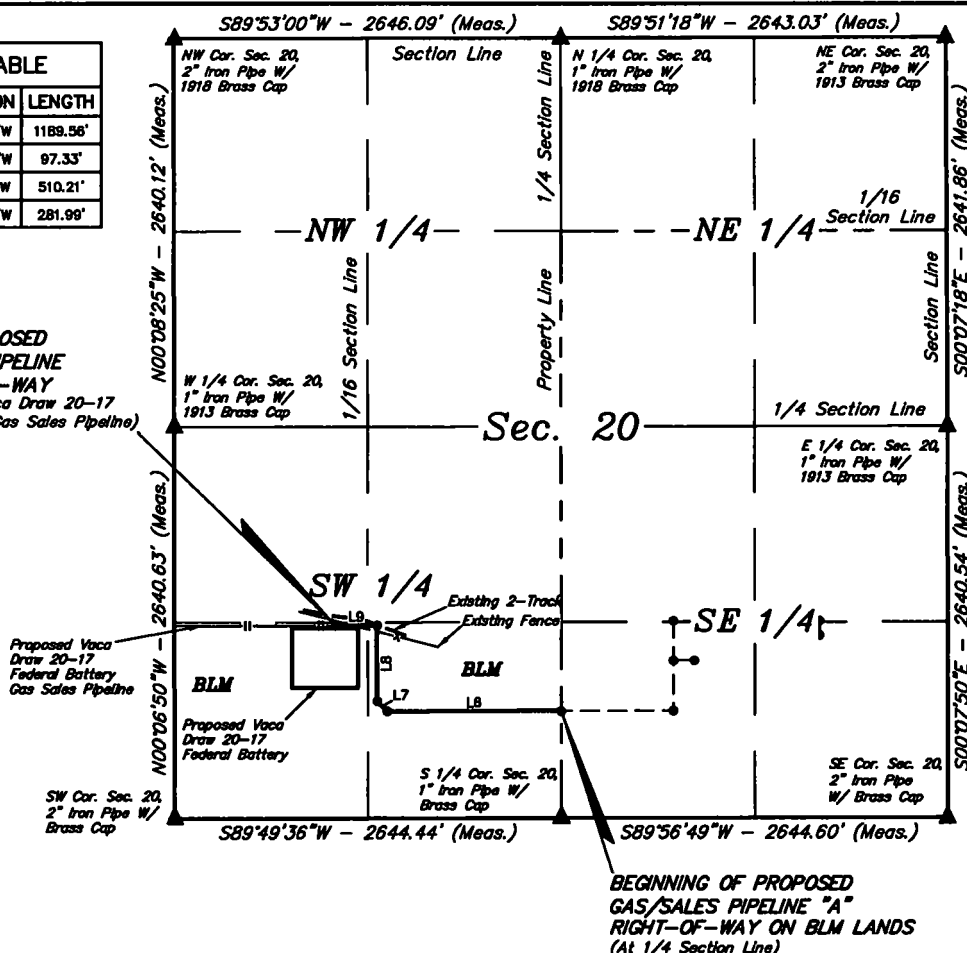 S89°53'00"W - 2646.09' (Meas.)
S89°51'18"W - 2643.03' (Meas.)
ABLE
ON LENGTH
"W 1189.56'
"W 97.33'
"W 510.21'
"W 281.99'
NW Cor. Sec. 20,
2" Iron Pipe W/
1918 Brass Cap
Section Line
N 1/4 Cor. Sec. 20,
1" Iron Pipe W/
1918 Brass Cap
NE Cor. Sec. 20,
2" Iron Pipe W/
1913 Brass Cap
N00°08'25"W - 2640.12' (Meas.)
1/4 Section Line
S00°07'18"E - 2641.86' (Meas.)
NW 1/4
NE 1/4
1/16
Section Line
Section Line
1/16 Section Line
Property Line
OSED
IPELINE
-WAY
ca Draw 20-17
Gas Sales Pipeline)
W 1/4 Cor. Sec. 20,
1" Iron Pipe W/
1913 Brass Cap
Sec. 20
1/4 Section Line
E 1/4 Cor. Sec. 20,
1" Iron Pipe W/
1913 Brass Cap
N00°06'50"W - 2640.63' (Meas.)
S00°07'50"E - 2640.54' (Meas.)
SW 1/4
SE 1/4
Existing 2-Track
Existing Fence
L9
L8
L7
L6
BLM
BLM
Proposed Vaca
Draw 20-17
Federal Battery
Gas Sales Pipeline
Proposed Vaca
Draw 20-17
Federal Battery
SW Cor. Sec. 20,
2" Iron Pipe W/
Brass Cap
S 1/4 Cor. Sec. 20,
1" Iron Pipe W/
Brass Cap
SE Cor. Sec. 20,
2" Iron Pipe
W/ Brass Cap
S89°49'36"W - 2644.44' (Meas.)
S89°56'49"W - 2644.60' (Meas.)
BEGINNING OF PROPOSED
GAS/SALES PIPELINE "A"
RIGHT-OF-WAY ON BLM LANDS
(At 1/4 Section Line)